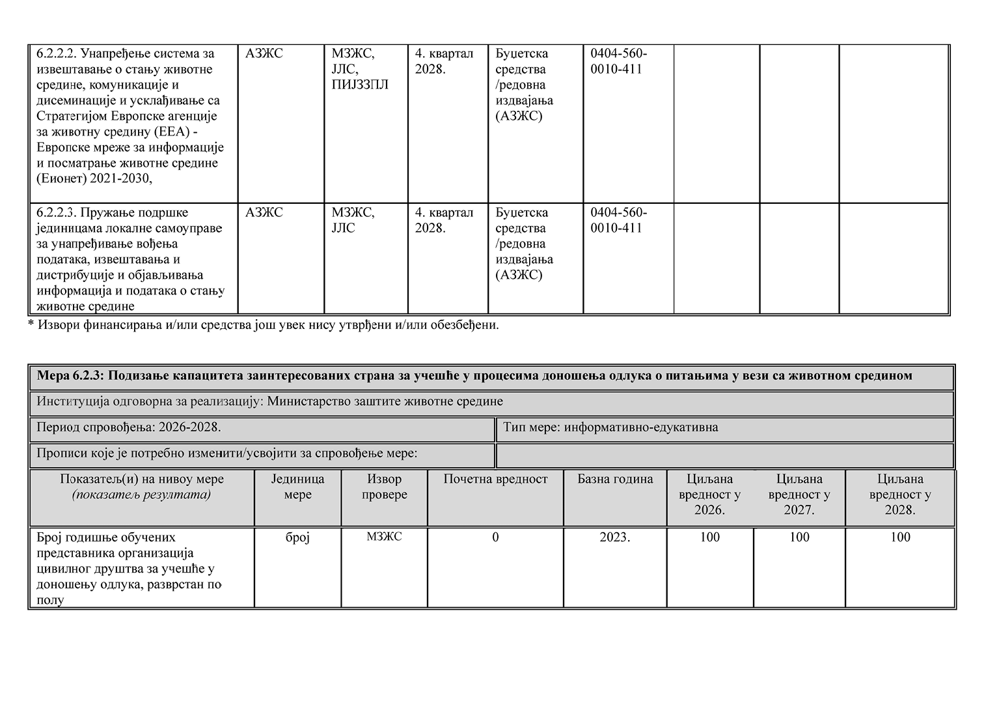 6.2.2.2. Унапређење система за
извештавање о стању животне
средине, комуникације и
дисеминације и усклађивање са
Стратегијом Европске агенције
за животну средину (ЕЕА) -
Европске мреже за информације
и посматрање животне средине
(Еионет) 2021-2030,
АЗЖС
МЗЖС,
ЈЛС,
ПИЈЗЗПЛ
4. квартал
2028.
Буџетска
средства
/редовна
издвајања
(АЗЖС)
0404-560-
0010-411
6.2.2.3. Пружање подршке
јединицама локалне самоуправе
за унапређивање вођења
података, извештавања и
дистрибуције и објављивања
информација и података о стању
животне средине
АЗЖС
МЗЖС,
ЈЛС
4. квартал
2028.
Буџетска
средства
/редовна
издвајања
(АЗЖС)
0404-560-
0010-411
* Извори финансирања и/или средства још увек нису утврђени и/или обезбеђени.
Мера 6.2.3: Подизање капацитета заинтересованих страна за учешће у процесима доношења одлука о питањима у вези са животном средином
Институција одговорна за реализацију: Министарство заштите животне средине
Период спровођења: 2026-2028.
Тип мере: информативно-едукативна
Прописи које је потребно изменити/усвојити за спровођење мере:
Показатељ(и) на нивоу мере
(показатељ резултата)
Јединица
мере
Извор
провере
Почетна вредност
Базна година
Циљана
вредност у
2026.
Циљана
вредност у
2027.
Циљана
вредност у
2028.
Број годишње обучених
представника организација
цивилног друштва за учешће у
доношењу одлука, разврстан по
полу
број
МЗЖС
0
2023.
100
100
100